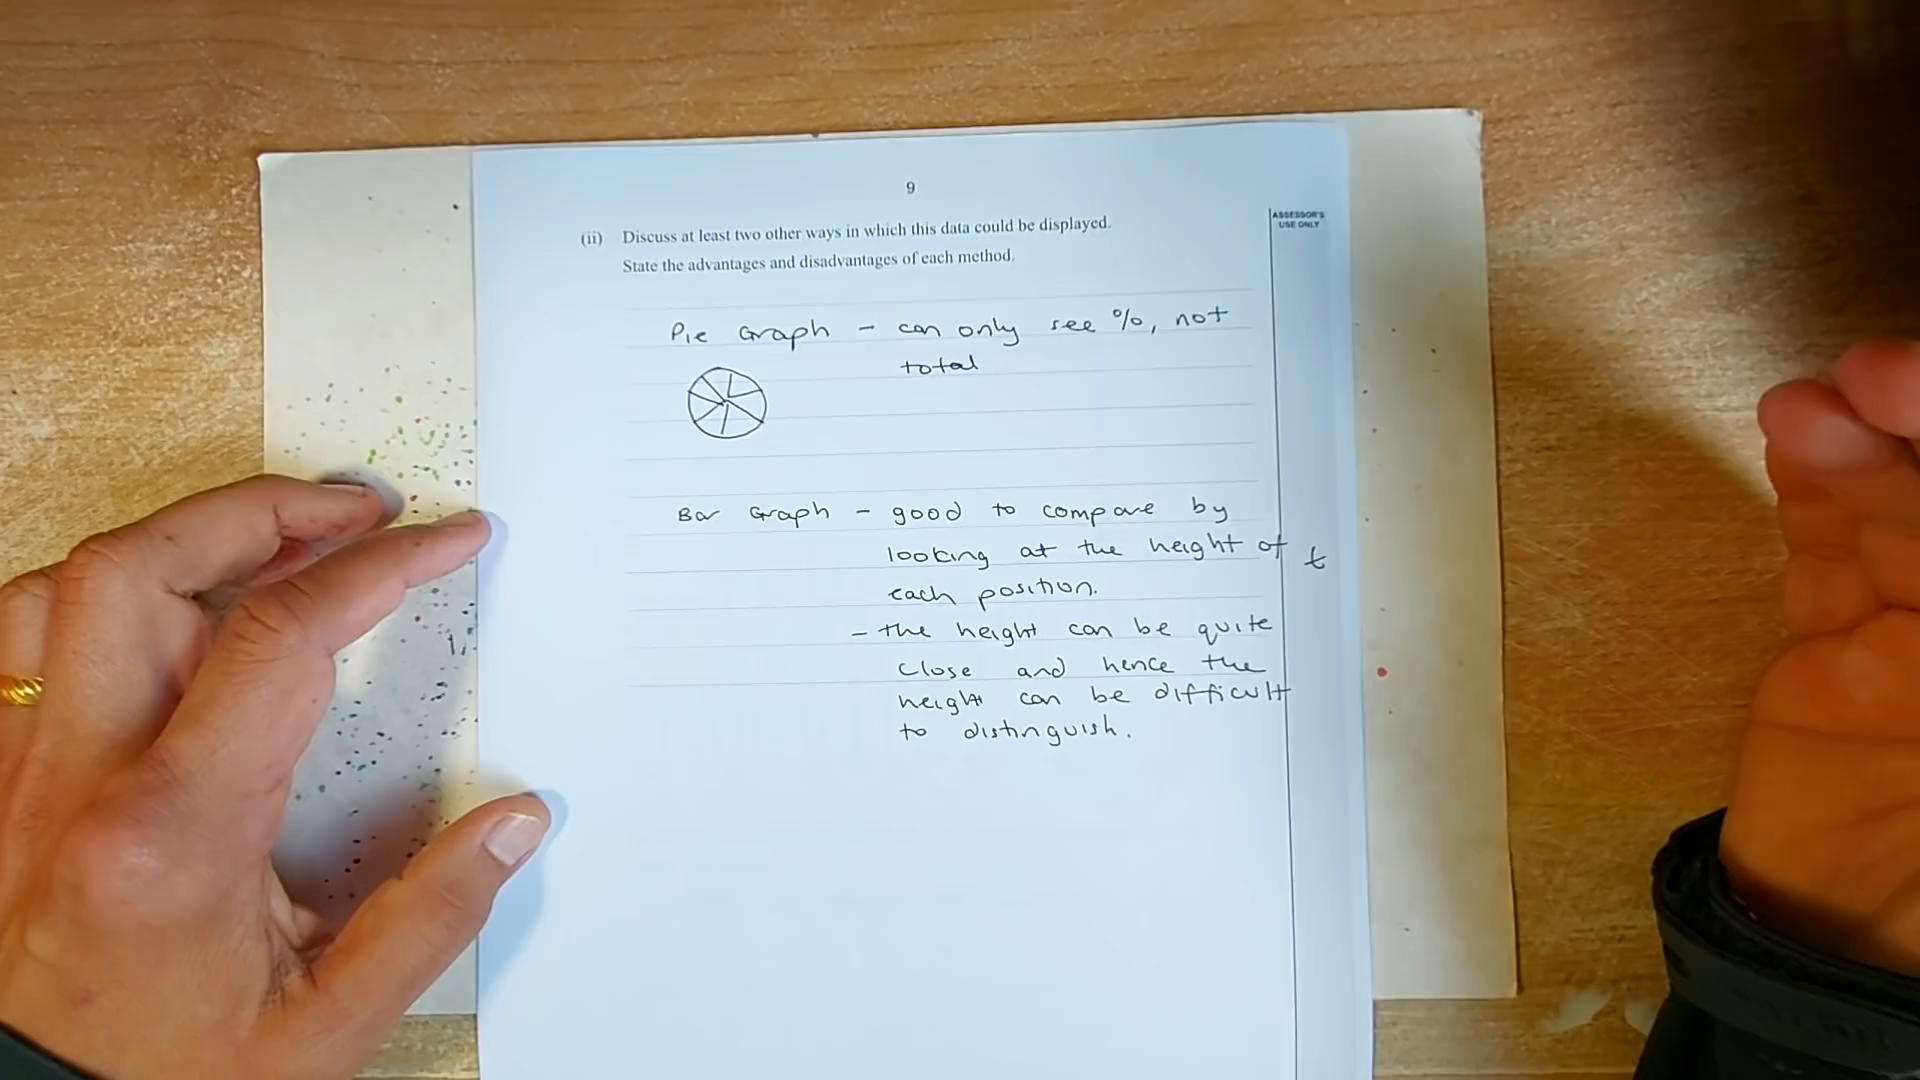 9
ASSESSOR'S
USE ONLY
(ii) Discuss at least two other ways in which this data could be displayed.
State the advantages and disadvantages of each method.
Pie Graph - can only see %, not
total
Bar Graph - good to compare by
looking at the height of t
each position.
- the height can be quite
close and hence the
height can be difficult
to distinguish.